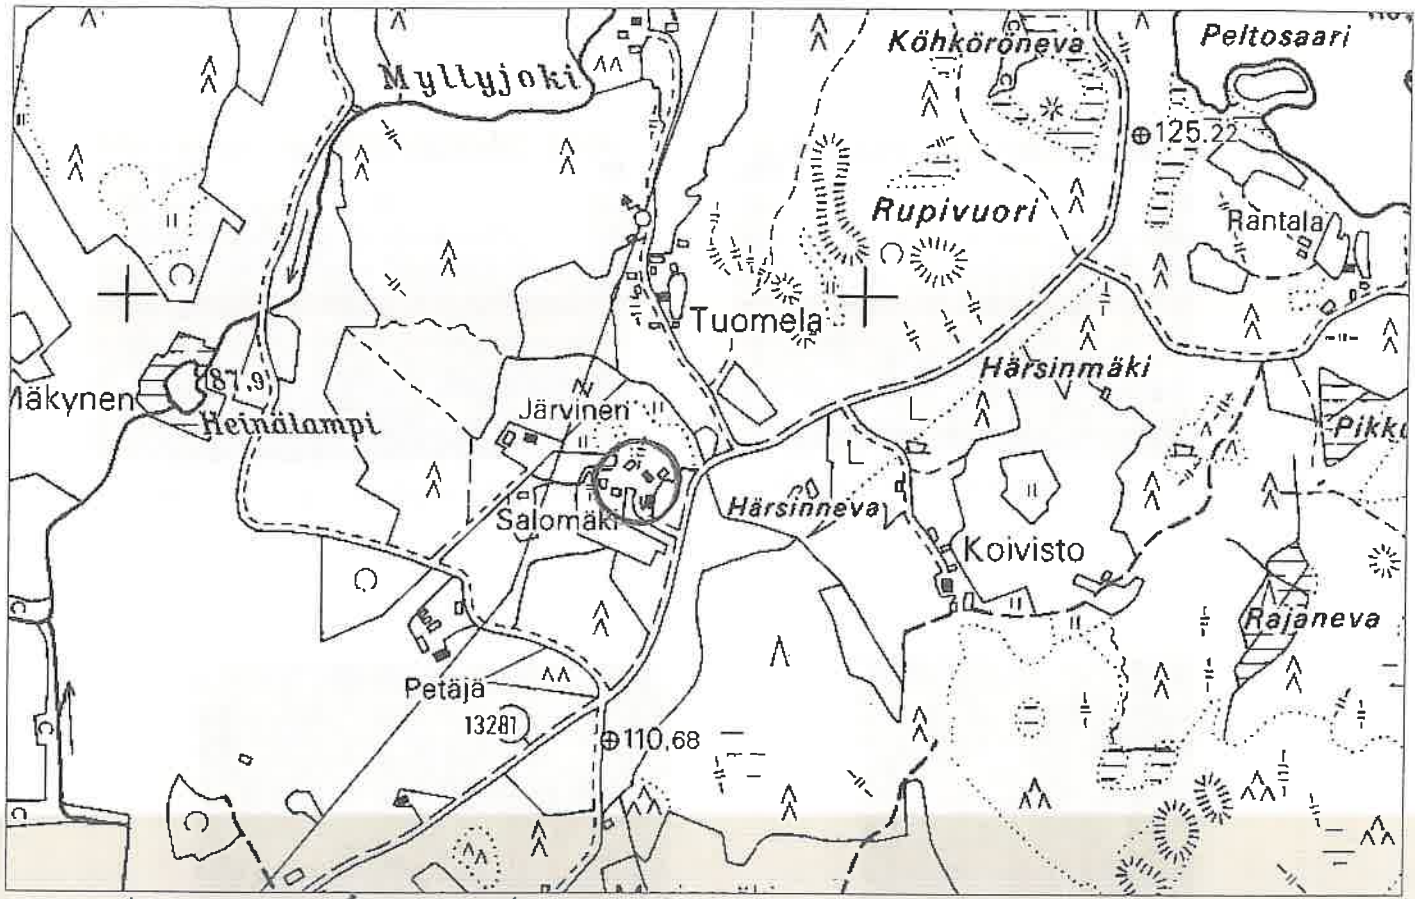 Köhköröneva
Peltosaari
Myllyjoki
125.22
Rupivuori
Rantala
Tuomela
Härsinmäki
87.9
Järvinen
Heinälampi
Salomäki
Härsinneva
Koivisto
Rajaneva
Petäjä
13281
110.68